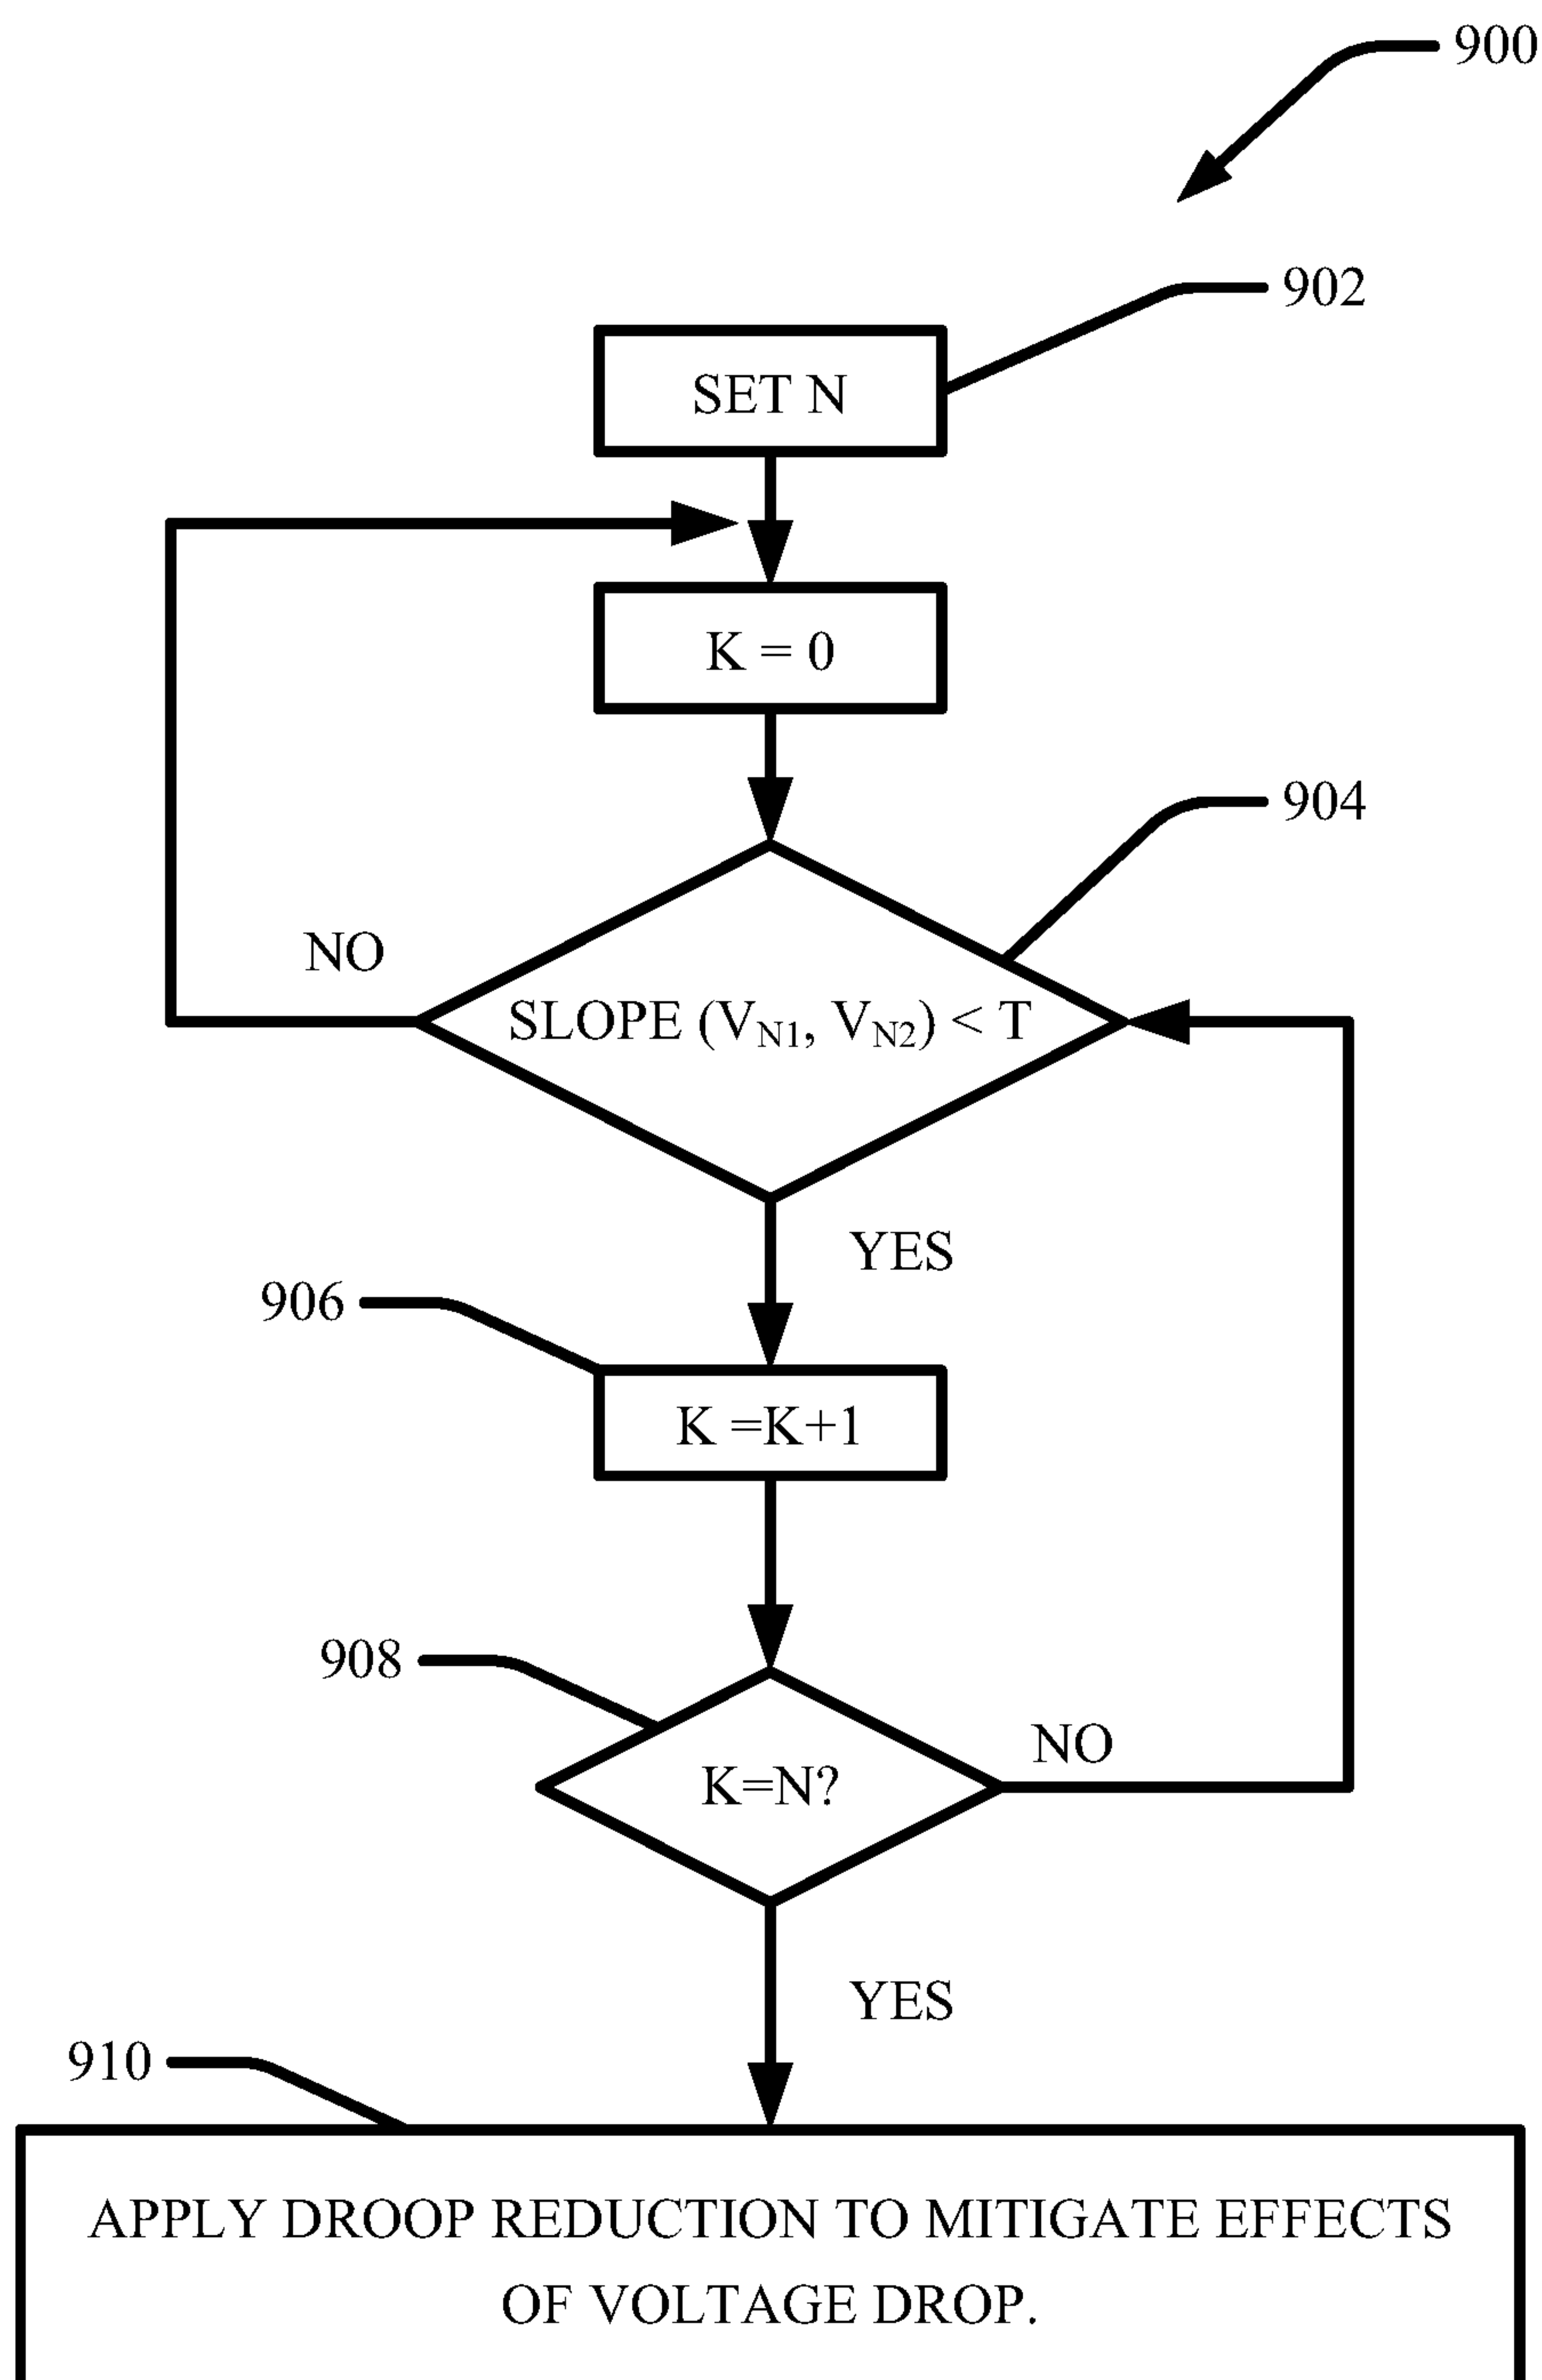 900
902
SET N
K = 0
904
NO
SLOPE (VN1, VN2) < T
YES
906
K =K+1
908
NO
K=N?
YES
910
APPLY DROOP REDUCTION TO MITIGATE EFFECTS
OF VOLTAGE DROP.